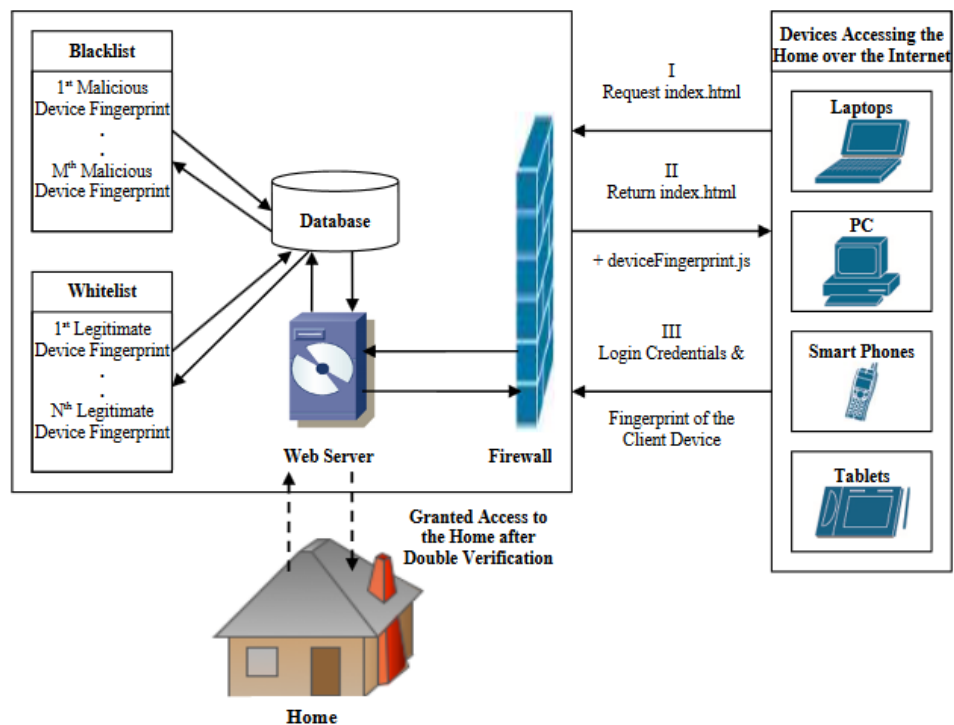 Blacklist
1st Malicious
Device Fingerprint
.
.
Mth Malicious
Device Fingerprint
Whitelist
1st Legitimate
Device Fingerprint
.
.
Nth Legitimate
Device Fingerprint
Database
Web Server
Firewall
I
Request index.html
II
Return index.html
+ deviceFingerprint.js
III
Login Credentials &
Fingerprint of the
Client Device
Devices Accessing the
Home over the Internet
Laptops
PC
Smart Phones
Tablets
Granted Access to
the Home after
Double Verification
Home